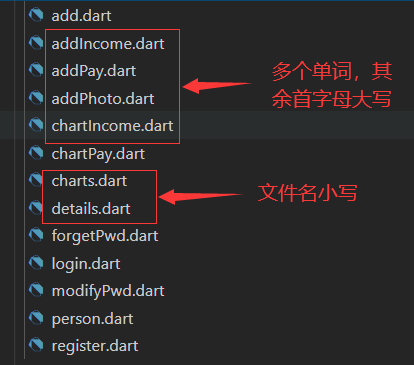 add.dart
addIncome.dart
addPay.dart
addPhoto.dart
chartIncome.dart
chartPay.dart
charts.dart
details.dart
forgetPwd.dart
login.dart
modifyPwd.dart
person.dart
register.dart
多个单词，其
余首字母大写
文件名小写